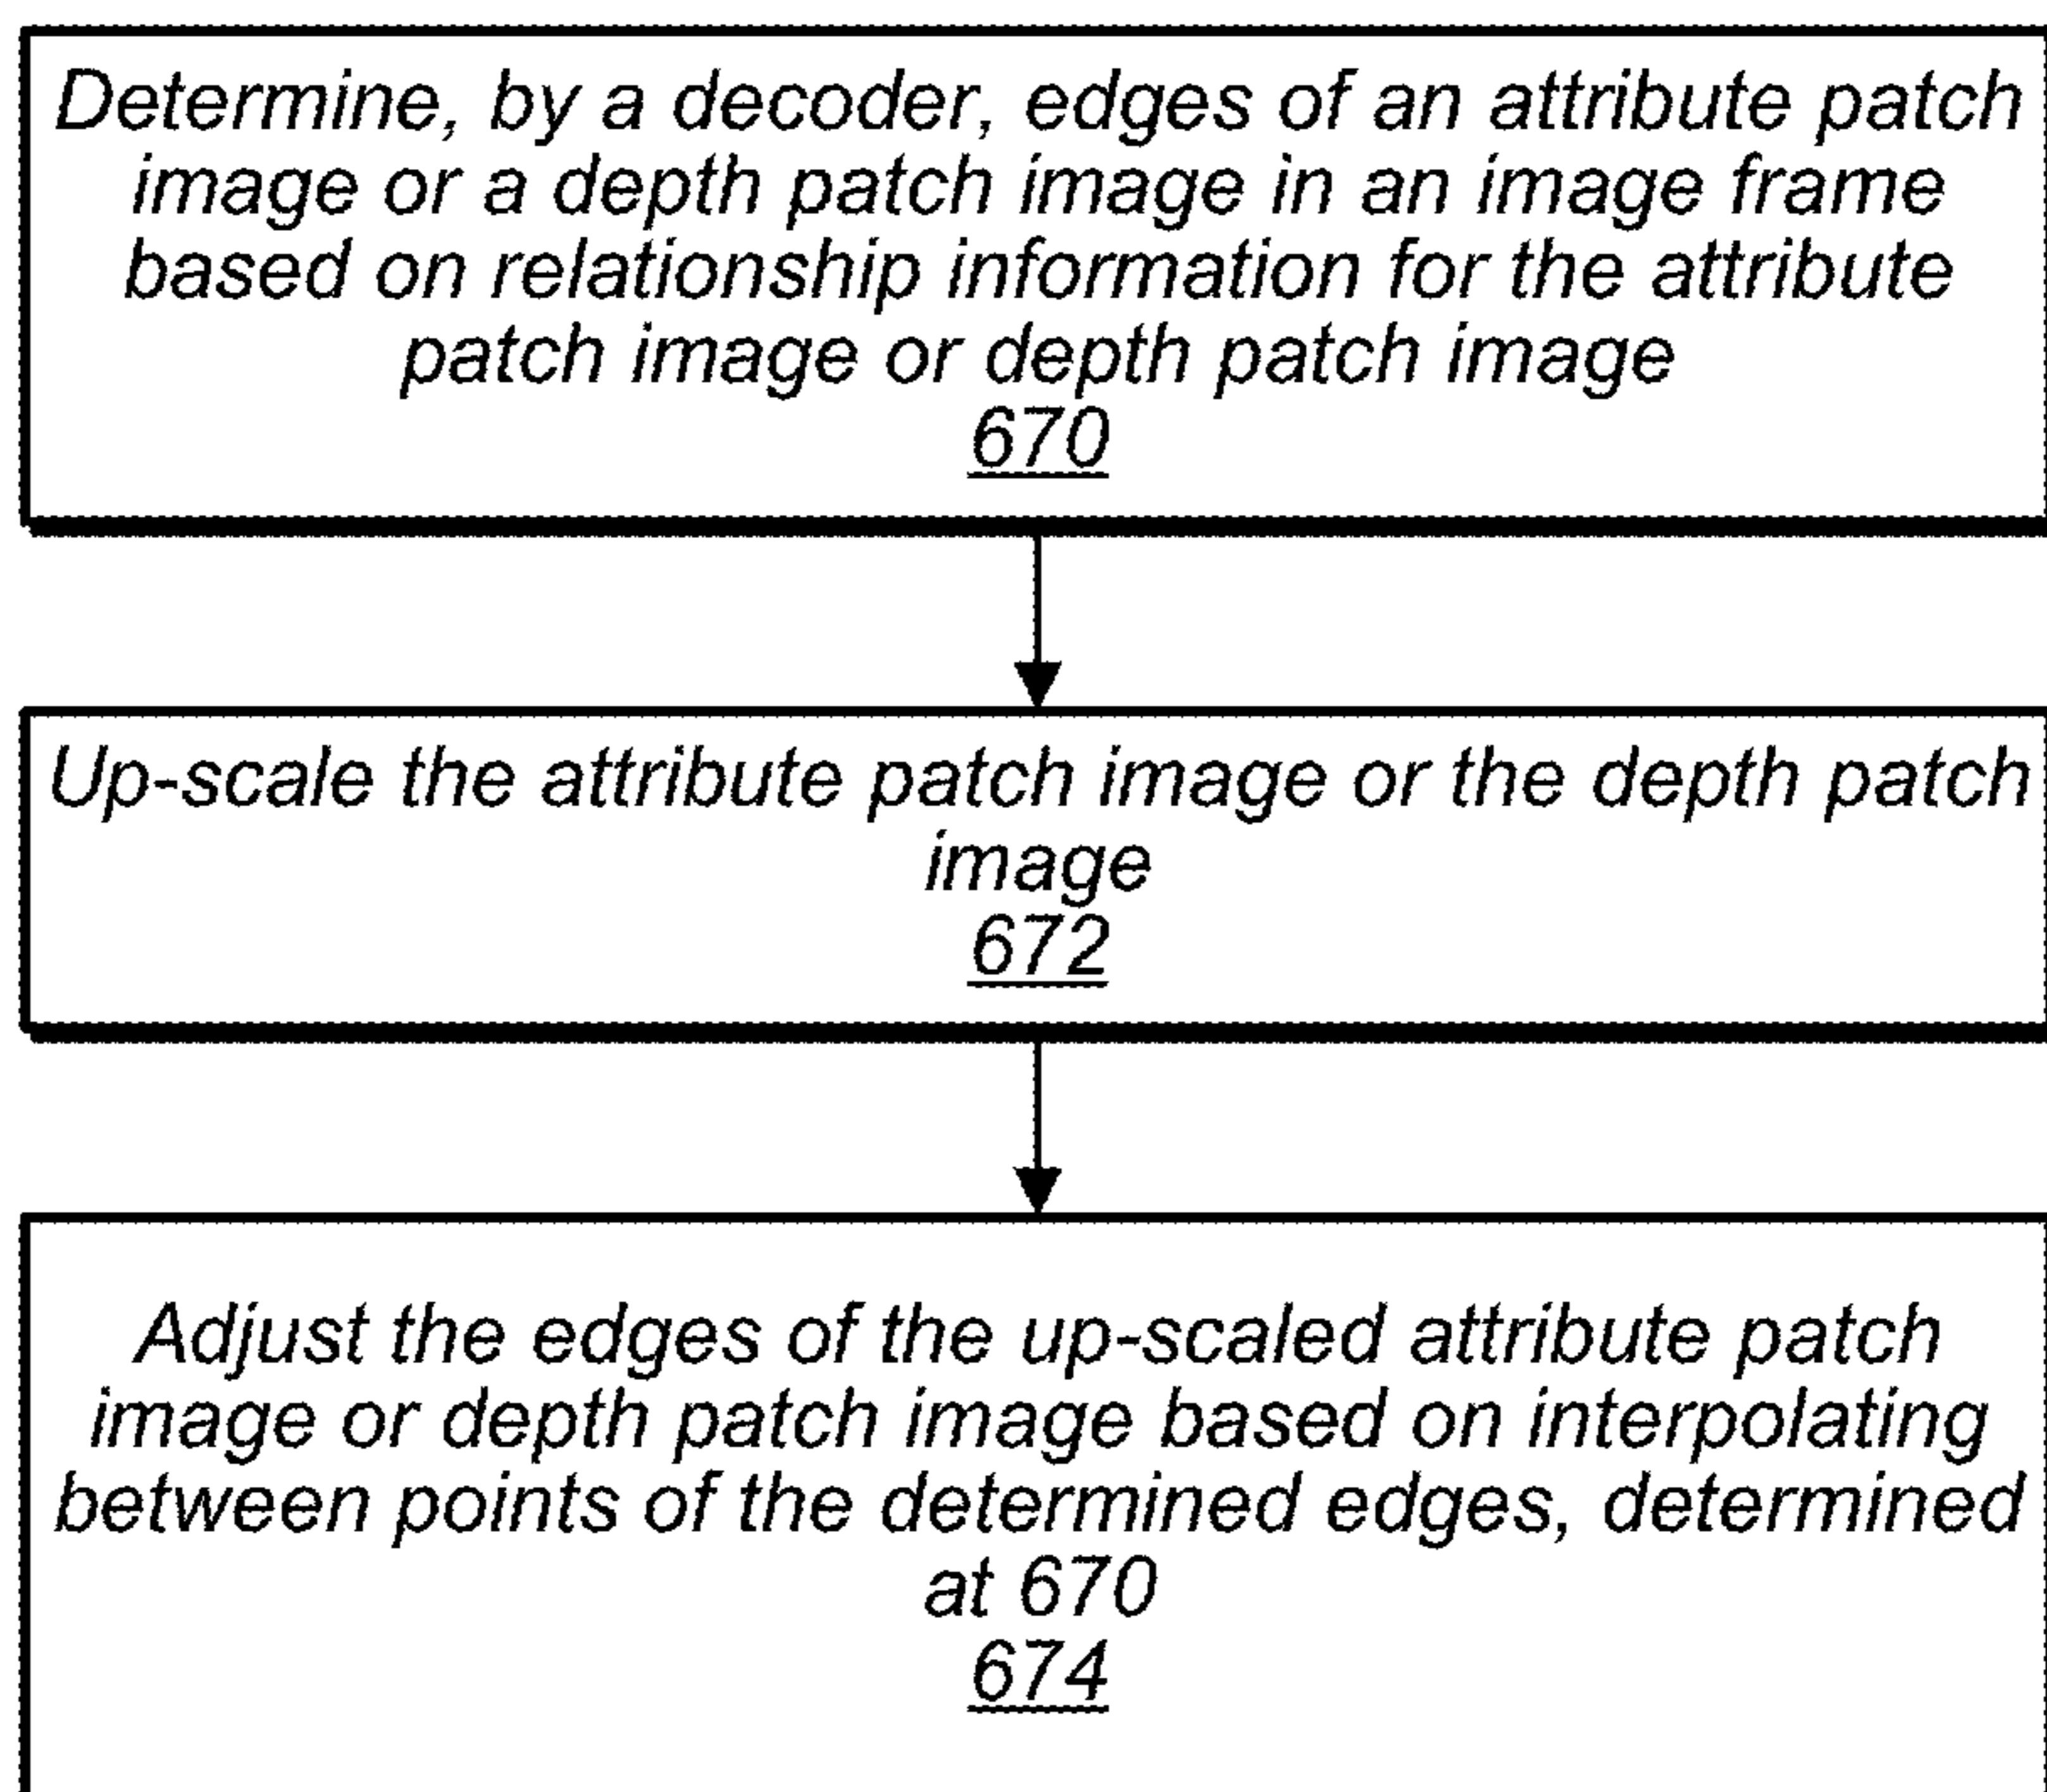 Determine, by a decoder, edges of an attribute patch
image or a depth patch image in an image frame
based on relationship information for the attribute
patch image or depth patch image
670
Up-scale the attribute patch image or the depth patch
image
672
Adjust the edges of the up-scaled attribute patch
image or depth patch image based on interpolating
between points of the determined edges, determined
at 670
674